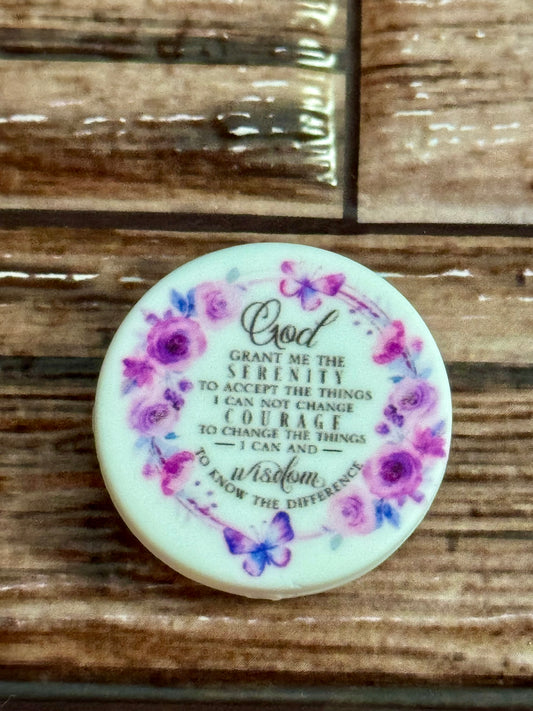 God
GRANT ME THE
SERENITY
TO ACCEPT THE THINGS
I CAN NOT CHANGE
COURAGE
TO CHANGE THE THINGS
I CAN AND
wisdom
TO KNOW THE DIFFERENCE